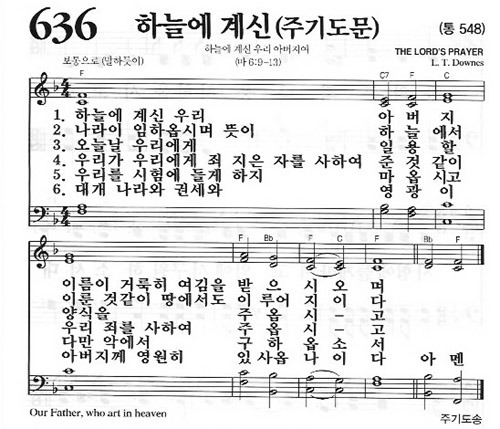 636 하늘에 계신(주기도문) (통 548)
하늘에 계신 우리 아버지여 THE LORD'S PRAYER
보통으로(말하듯이) (마 6:9-13) L. T. Downes
F C7 F C
1. 하늘에 계신 우리 아 버 지
2. 나라이 임하옵시며 뜻이 하 늘 에서
3. 오늘날 우리에게 일 용 할
4. 우리가 우리에게 죄 지은 자를 사하여 준 것 같이
5. 우리를 시험에 들게 하지 마 옵 시고
6. 대개 나라와 권세와 영 광 이
F Bb F C F Bb F
이름이 거룩히 여김을 받 으 시 오 며
이룬 것같이 땅에서도 이 루어 지 이 다
양식을 주 옵 시 - 고
우리 죄를 사하여 주 옵 시 - 고서
다만 악에서 구 하 옵 소 서
아버지께 영원히 있 사옵 나 이 다 아 멘
Our Father, who art in heaven 주기도송